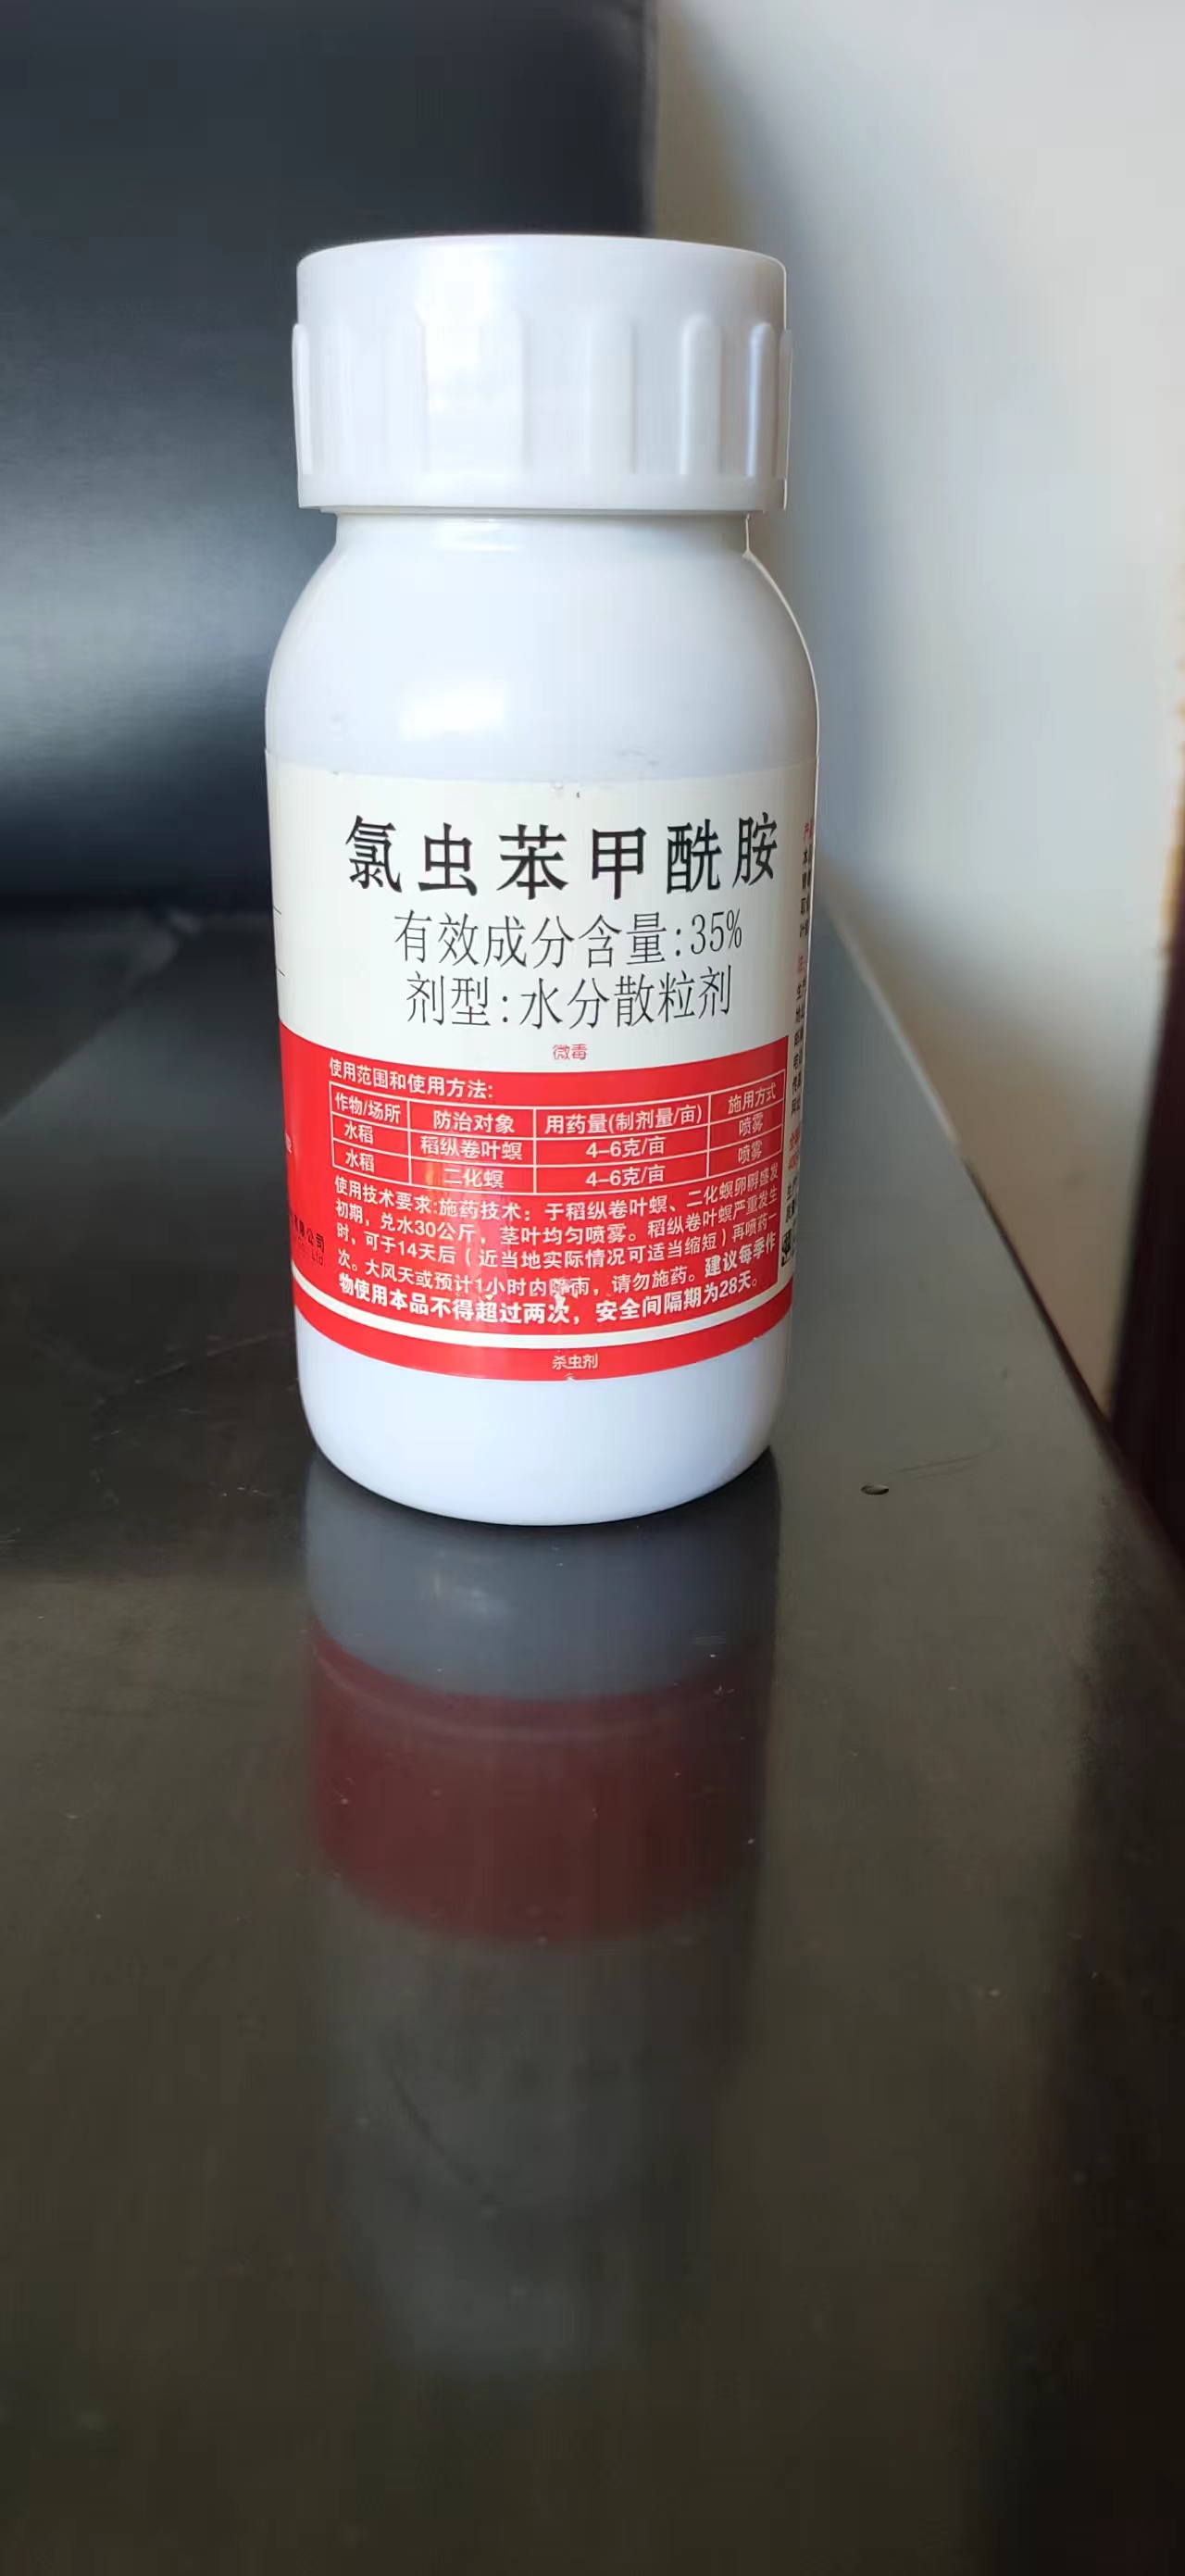 氯虫苯甲酰胺
有效成分含量:35%
剂型:水分散粒剂
微毒
使用范围和使用方法:
作物/场所 防治对象 用药量(制剂量/亩) 施用方式
水稻 稻纵卷叶螟 4–6克/亩 喷雾
水稻 二化螟 4–6克/亩 喷雾
使用技术要求:施药技术：于稻纵卷叶螟、二化螟卵孵盛发
初期，兑水30公斤，茎叶均匀喷雾。稻纵卷叶螟严重发生
时，可于14天后（近当地实际情况可适当缩短）再喷药一
次。大风天或预计1小时内降雨，请勿施药。建议每季作
物使用本品不得超过两次，安全间隔期为28天。
杀虫剂
公司
Ltd